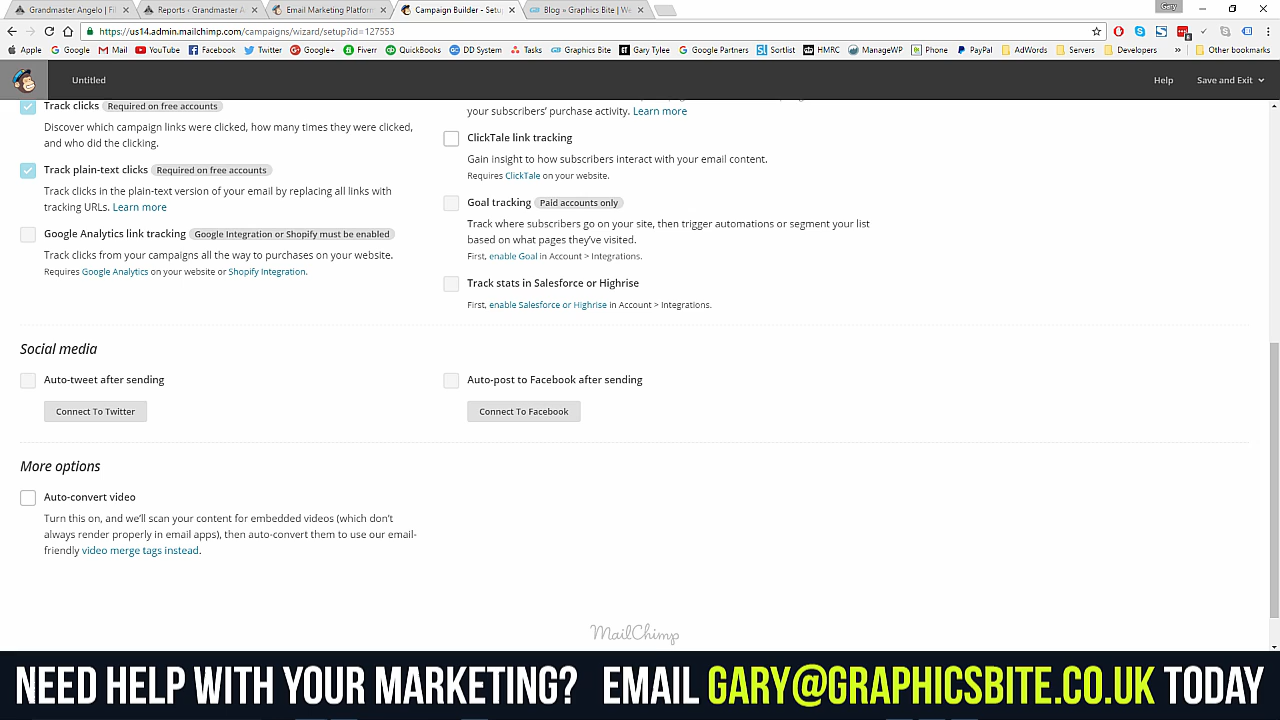 Grandmaster Angelo | Fil
Reports ‹ Grandmaster A
Email Marketing Platform
Campaign Builder - Setup
Blog » Graphics Bite | We
Gary
https://us14.admin.mailchimp.com/campaigns/wizard/setup?id=127553
Apple
Google
Mail
YouTube
Facebook
Twitter
Google+
Fiverr
QuickBooks
DD System
Tasks
Graphics Bite
Gary Tylee
Google Partners
Sortlist
HMRC
ManageWP
Phone
PayPal
AdWords
Servers
Developers
»
Other bookmarks
Untitled
Help
Save and Exit
Track clicks Required on free accounts
Discover which campaign links were clicked, how many times they were clicked,
and who did the clicking.
Track plain-text clicks Required on free accounts
Track clicks in the plain-text version of your email by replacing all links with
tracking URLs. Learn more
Google Analytics link tracking Google Integration or Shopify must be enabled
Track clicks from your campaigns all the way to purchases on your website.
Requires Google Analytics on your website or Shopify Integration.
your subscribers' purchase activity. Learn more
ClickTale link tracking
Gain insight to how subscribers interact with your email content.
Requires ClickTale on your website.
Goal tracking Paid accounts only
Track where subscribers go on your site, then trigger automations or segment your list
based on what pages they've visited.
First, enable Goal in Account > Integrations.
Track stats in Salesforce or Highrise
First, enable Salesforce or Highrise in Account > Integrations.
Social media
Auto-tweet after sending
Connect To Twitter
Auto-post to Facebook after sending
Connect To Facebook
More options
Auto-convert video
Turn this on, and we'll scan your content for embedded videos (which don't
always render properly in email apps), then auto-convert them to use our email-
friendly video merge tags instead.
MailChimp
NEED HELP WITH YOUR MARKETING? EMAIL GARY@GRAPHICSBITE.CO.UK TODAY